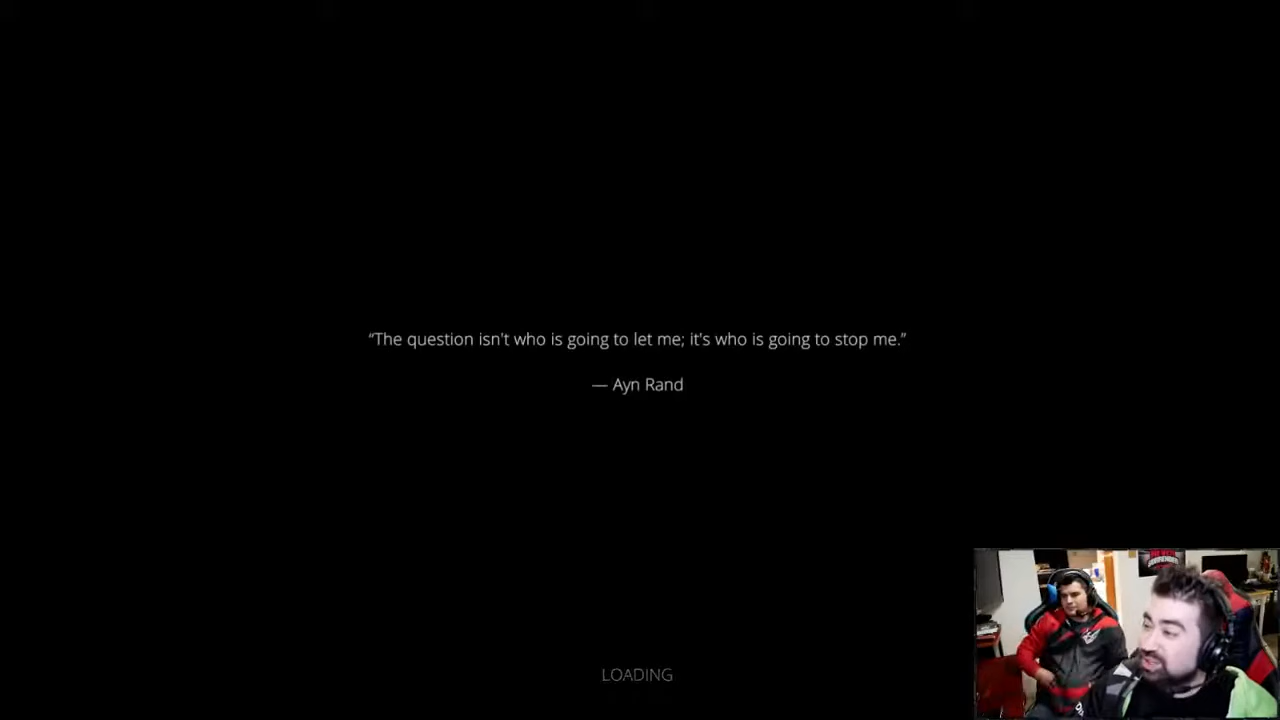 “The question isn't who is going to let me; it's who is going to stop me.”
— Ayn Rand
LOADING